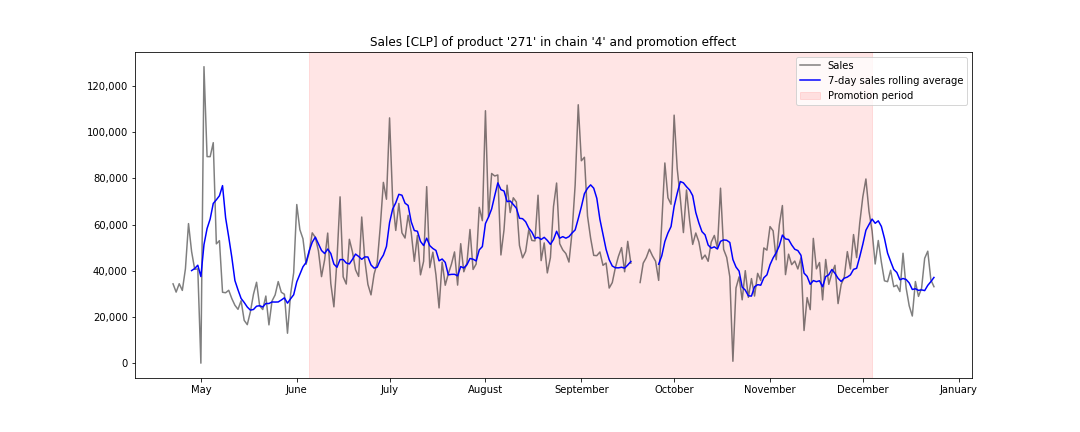 Sales [CLP] of product '271' in chain '4' and promotion effect
Sales
7-day sales rolling average
Promotion period
120,000
100,000
80,000
60,000
40,000
20,000
0
May
June
July
August
September
October
November
December
January